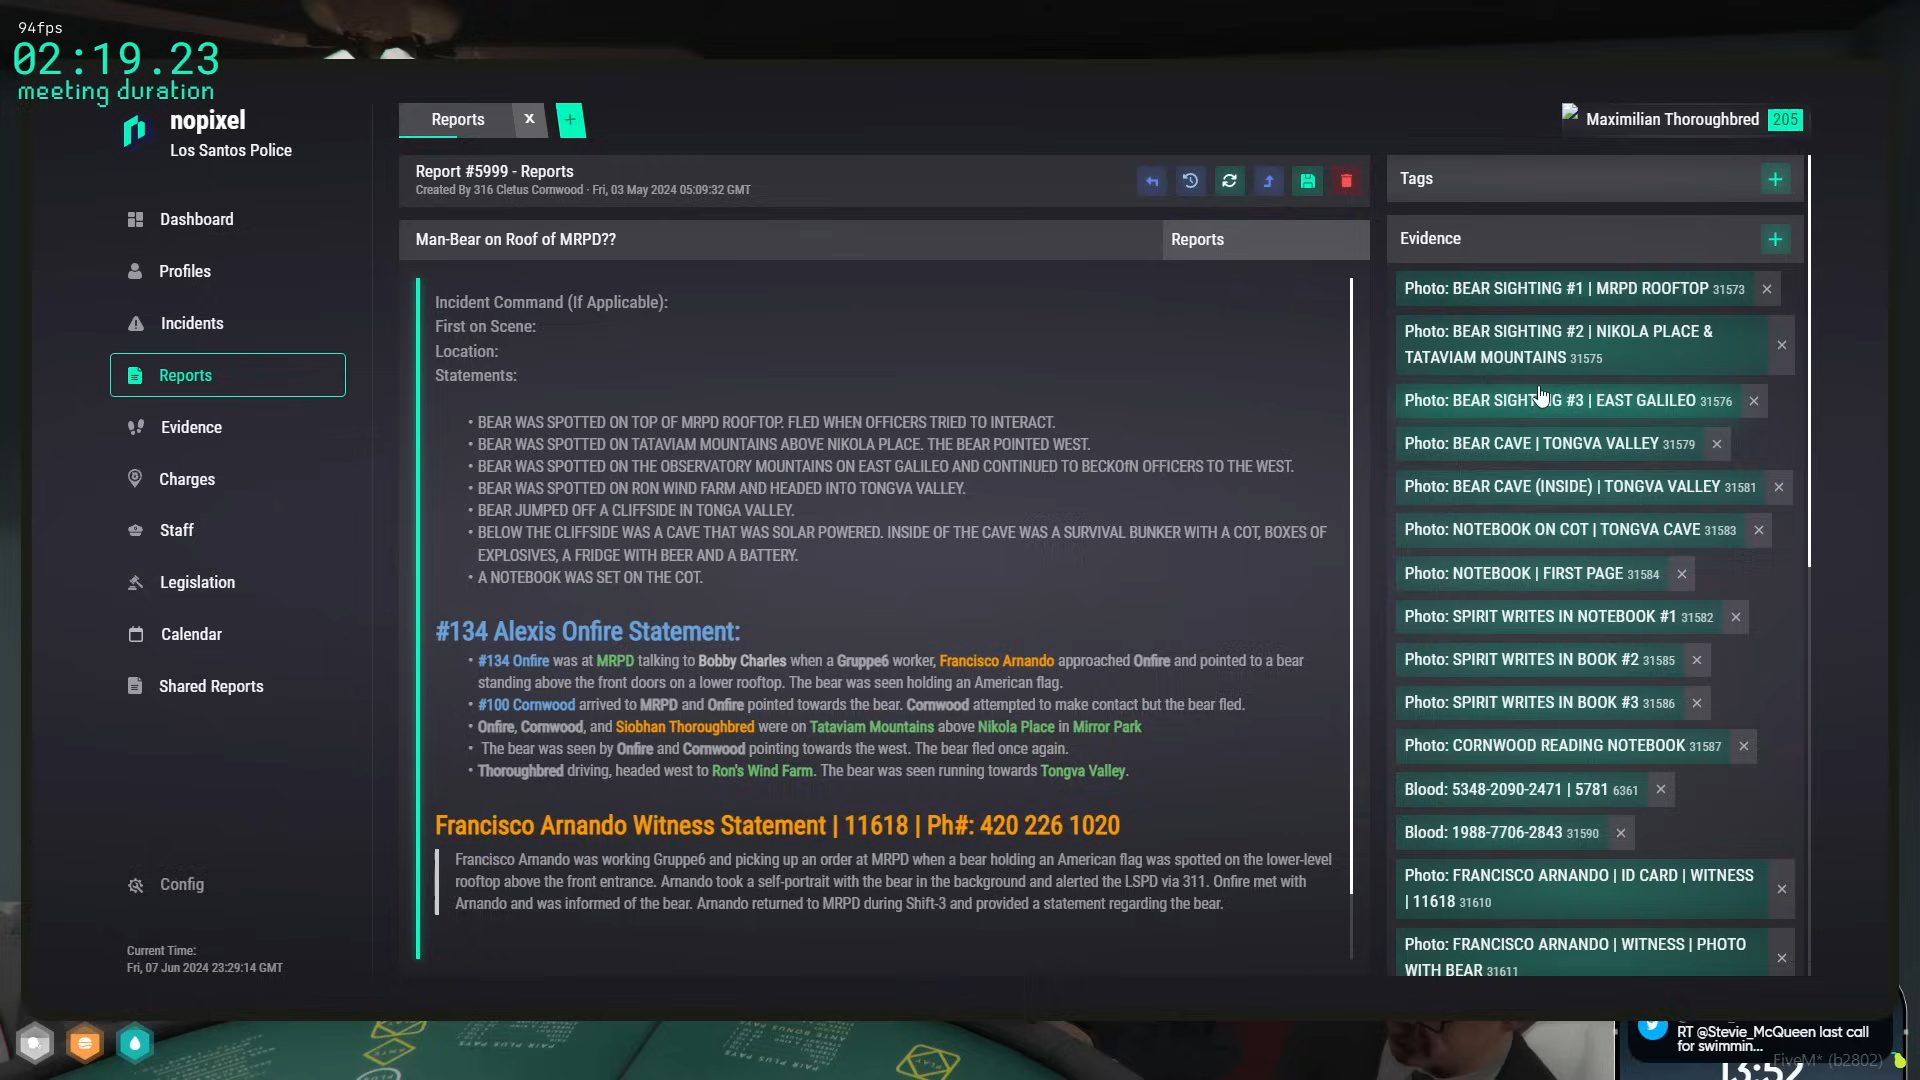 94fps
02:19.23
meeting duration
nopixel
Los Santos Police
Dashboard
Profiles
Incidents
Reports
Evidence
Charges
Staff
Legislation
Calendar
Shared Reports
Config
Current Time:
Fri, 07 Jun 2024 23:29:14 GMT
Reports x +
Maximilian Thoroughbred 205
Report #5999 - Reports
Created By 316 Cletus Cornwood - Fri, 03 May 2024 05:09:32 GMT
Man-Bear on Roof of MRPD??
Reports
Incident Command (If Applicable):
First on Scene:
Location:
Statements:
• BEAR WAS SPOTTED ON TOP OF MRPD ROOFTOP. FLED WHEN OFFICERS TRIED TO INTERACT.
• BEAR WAS SPOTTED ON TATAVIAM MOUNTAINS ABOVE NIKOLA PLACE. THE BEAR POINTED WEST.
• BEAR WAS SPOTTED ON THE OBSERVATORY MOUNTAINS ON EAST GALILEO AND CONTINUED TO BECKOfN OFFICERS TO THE WEST.
• BEAR WAS SPOTTED ON RON WIND FARM AND HEADED INTO TONGVA VALLEY.
• BEAR JUMPED OFF A CLIFFSIDE IN TONGA VALLEY.
• BELOW THE CLIFFSIDE WAS A CAVE THAT WAS SOLAR POWERED. INSIDE OF THE CAVE WAS A SURVIVAL BUNKER WITH A COT, BOXES OF
EXPLOSIVES, A FRIDGE WITH BEER AND A BATTERY.
• A NOTEBOOK WAS SET ON THE COT.
#134 Alexis Onfire Statement:
• #134 Onfire was at MRPD talking to Bobby Charles when a Gruppe6 worker, Francisco Arnando approached Onfire and pointed to a bear
standing above the front doors on a lower rooftop. The bear was seen holding an American flag.
• #100 Cornwood arrived to MRPD and Onfire pointed towards the bear. Cornwood attempted to make contact but the bear fled.
• Onfire, Cornwood, and Siobhan Thoroughbred were on Tataviam Mountains above Nikola Place in Mirror Park
• The bear was seen by Onfire and Cornwood pointing towards the west. The bear fled once again.
• Thoroughbred driving, headed west to Ron's Wind Farm. The bear was seen running towards Tongva Valley.
Francisco Arnando Witness Statement | 11618 | Ph#: 420 226 1020
Francisco Arnando was working Gruppe6 and picking up an order at MRPD when a bear holding an American flag was spotted on the lower-level
rooftop above the front entrance. Arnando took a self-portrait with the bear in the background and alerted the LSPD via 311. Onfire met with
Arnando and was informed of the bear. Arnando returned to MRPD during Shift-3 and provided a statement regarding the bear.
Tags +
Evidence +
Photo: BEAR SIGHTING #1 | MRPD ROOFTOP 31573 ×
Photo: BEAR SIGHTING #2 | NIKOLA PLACE &
TATAVIAM MOUNTAINS 31575 ×
Photo: BEAR SIGHTING #3 | EAST GALILEO 31576 ×
Photo: BEAR CAVE | TONGVA VALLEY 31579 ×
Photo: BEAR CAVE (INSIDE) | TONGVA VALLEY 31581 ×
Photo: NOTEBOOK ON COT | TONGVA CAVE 31583 ×
Photo: NOTEBOOK | FIRST PAGE 31584 ×
Photo: SPIRIT WRITES IN NOTEBOOK #1 31582 ×
Photo: SPIRIT WRITES IN BOOK #2 31585 ×
Photo: SPIRIT WRITES IN BOOK #3 31586 ×
Photo: CORNWOOD READING NOTEBOOK 31587 ×
Blood: 5348-2090-2471 | 5781 6361 ×
Blood: 1988-7706-2843 31590 ×
Photo: FRANCISCO ARNANDO | ID CARD | WITNESS
| 11618 31610 ×
Photo: FRANCISCO ARNANDO | WITNESS | PHOTO
WITH BEAR 31611 ×
RT @Stevie_McQueen last call
for swimmin...
FiveM* (b2802)
13:52